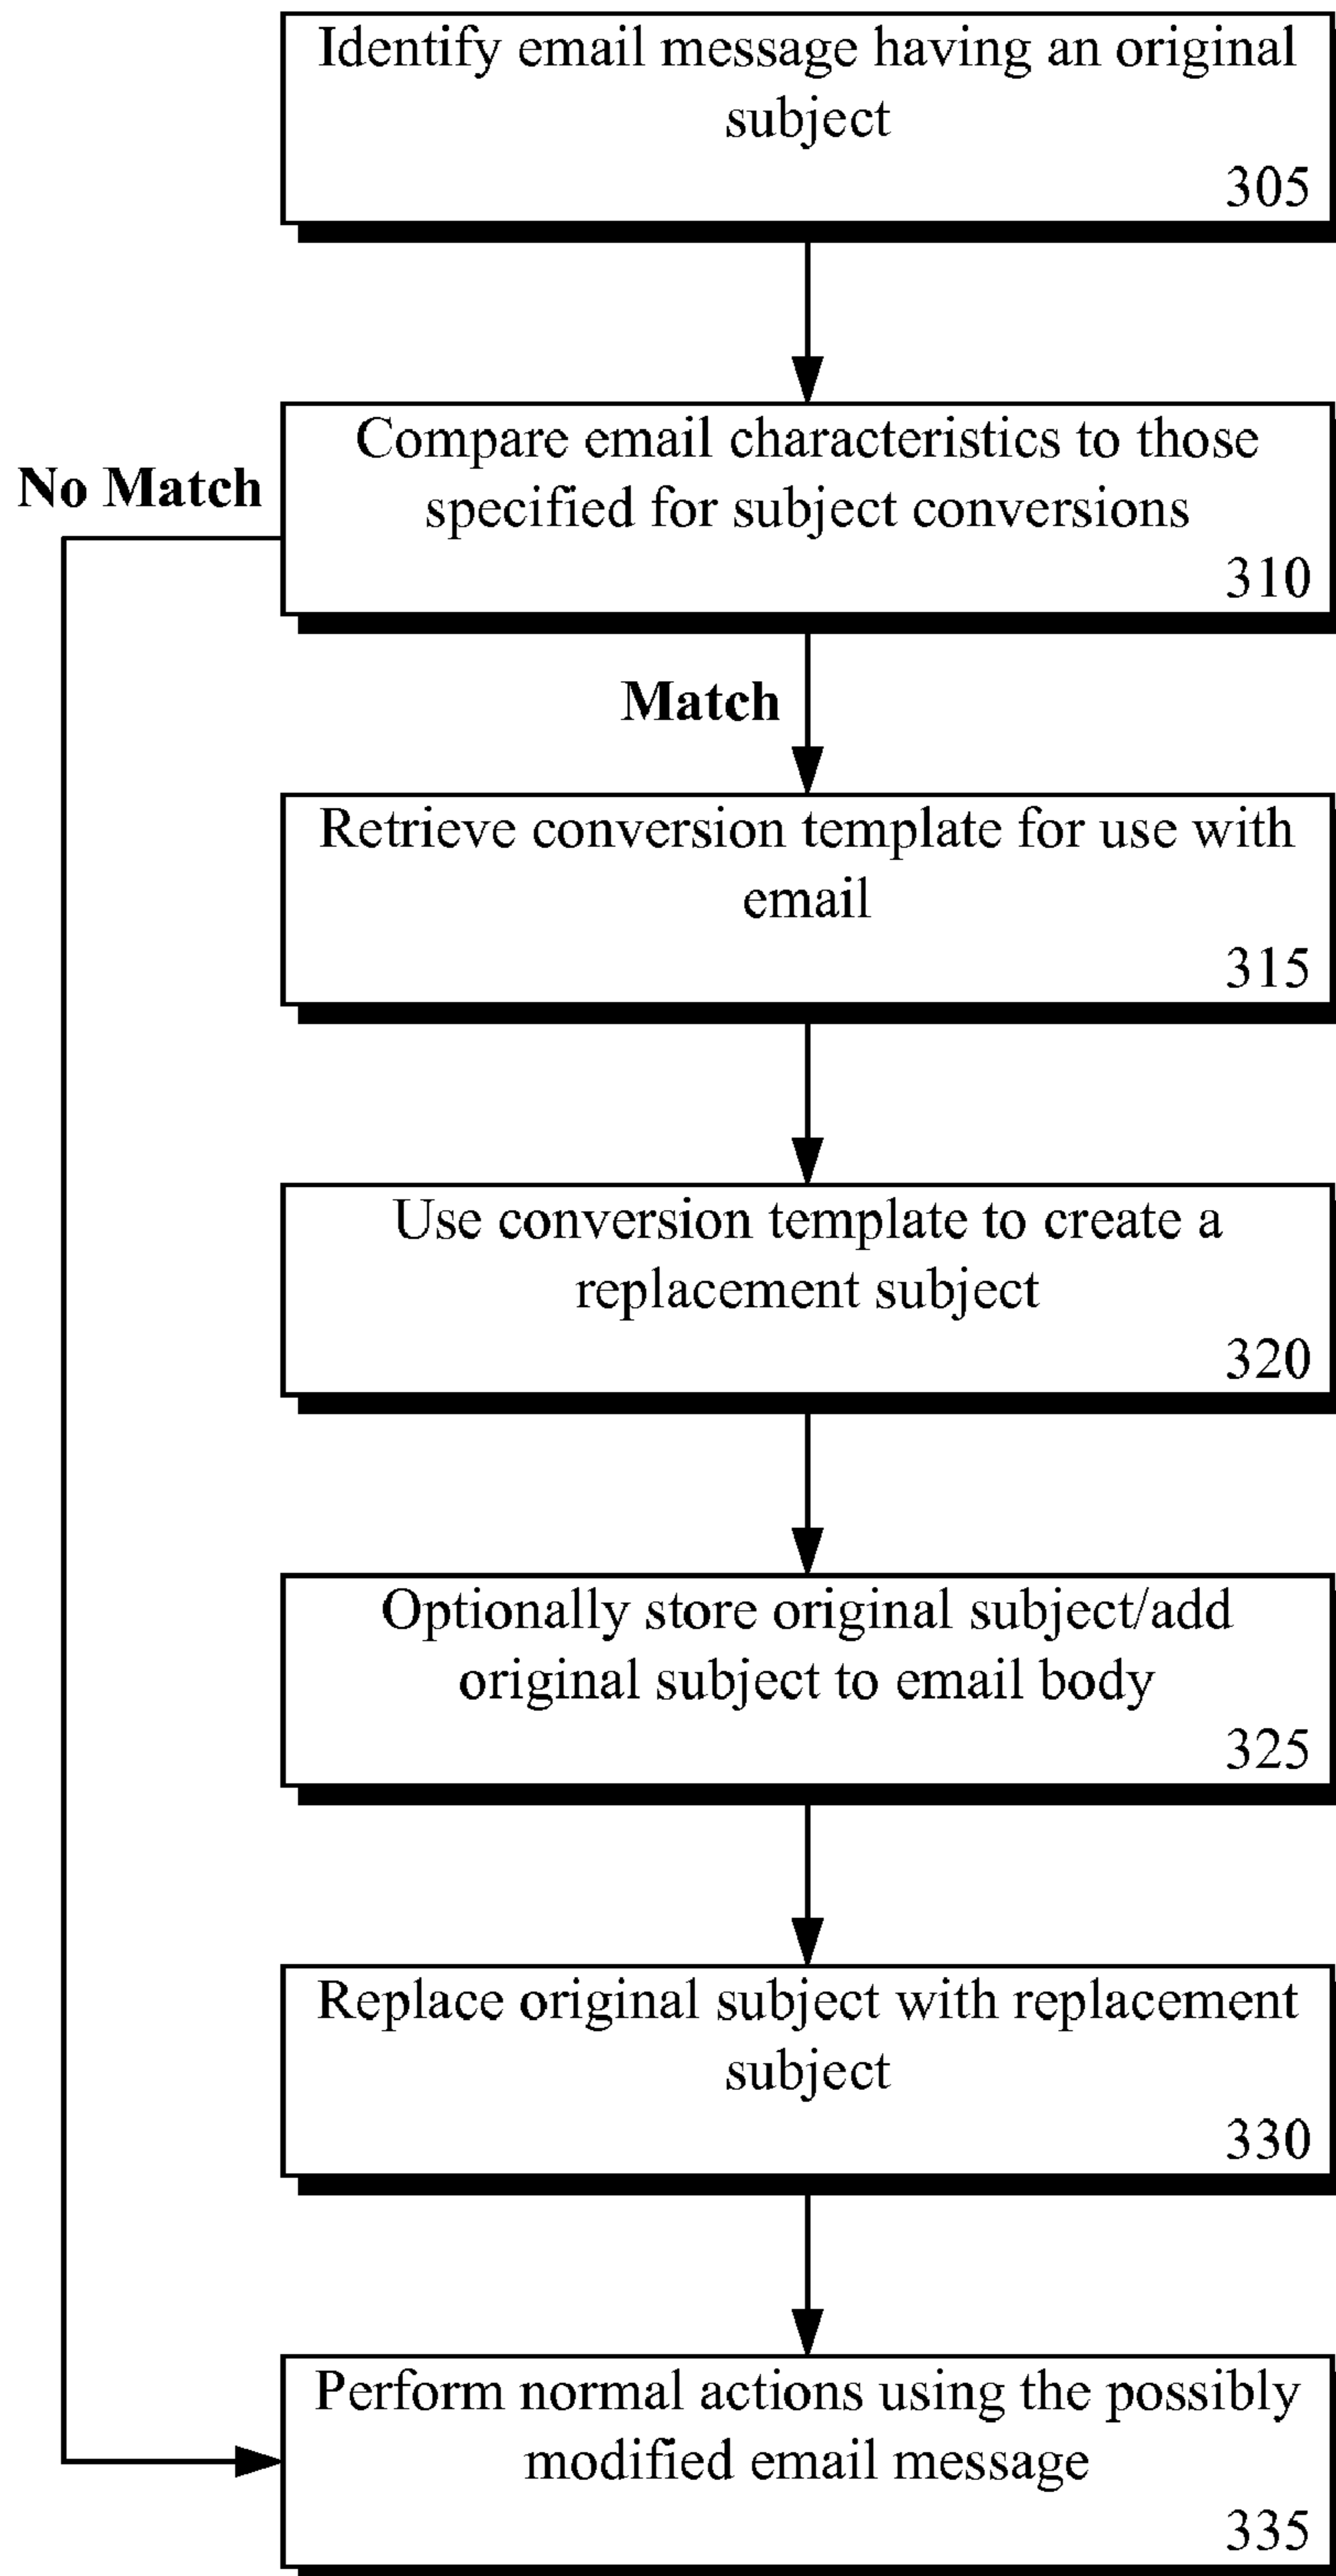 Identify email message having an original
subject
305
Compare email characteristics to those
specified for subject conversions
310
No Match
Match
Retrieve conversion template for use with
email
315
Use conversion template to create a
replacement subject
320
Optionally store original subject/add
original subject to email body
325
Replace original subject with replacement
subject
330
Perform normal actions using the possibly
modified email message
335